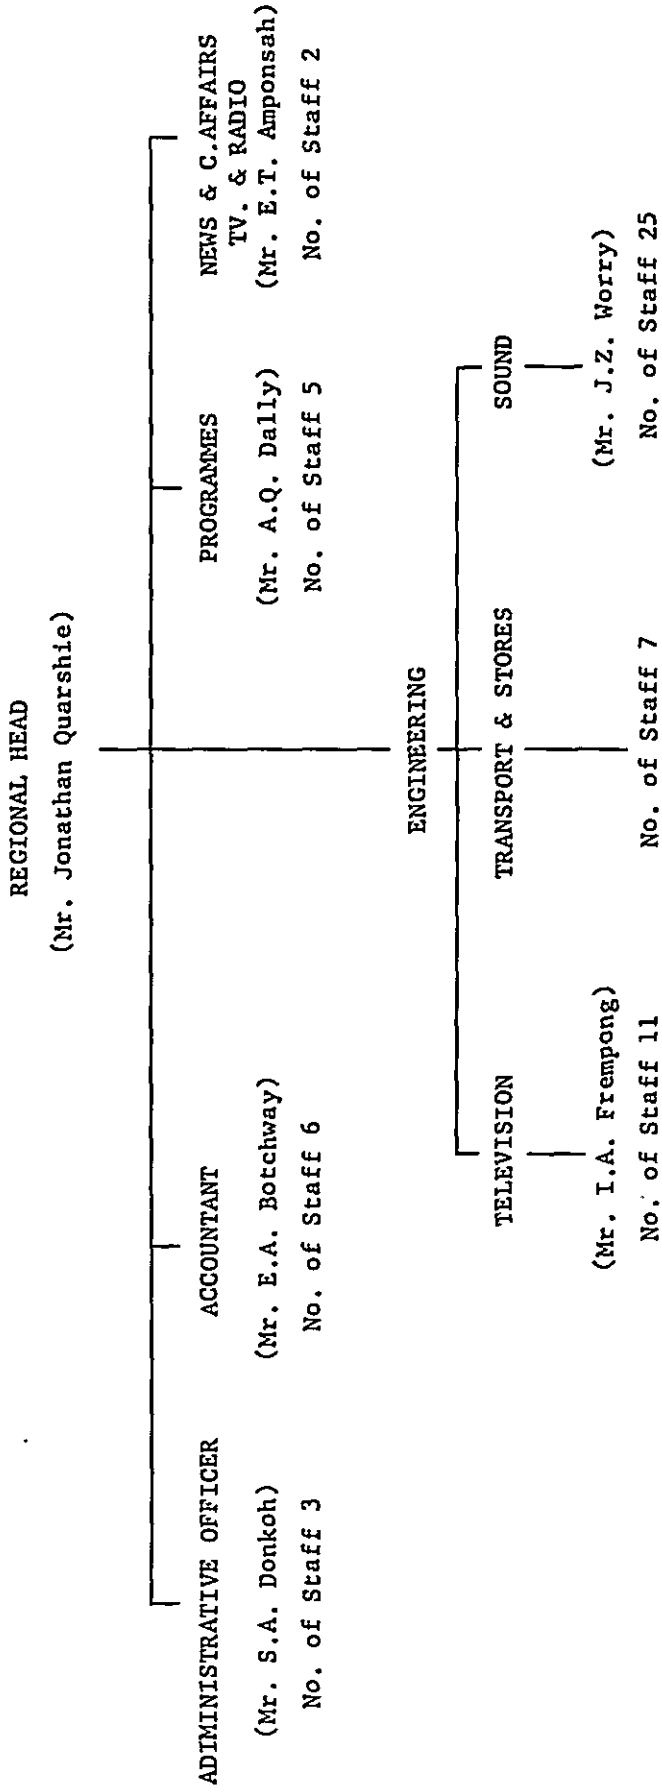 REGIONAL HEAD
(Mr. Jonathan Quarshie)
ADIMINISTRATIVE OFFICER
(Mr. S.A. Donkoh)
No. of Staff 3
ACCOUNTANT
(Mr. E.A. Botchway)
No. of Staff 6
PROGRAMMES
(Mr. A.Q. Dally)
No. of Staff 5
NEWS & C.AFFAIRS
TV. & RADIO
(Mr. E.T. Amponsah)
No. of Staff 2
ENGINEERING
TELEVISION
(Mr. I.A. Frempong)
No. of Staff 11
TRANSPORT & STORES
No. of Staff 7
SOUND
(Mr. J.Z. Worry)
No. of Staff 25